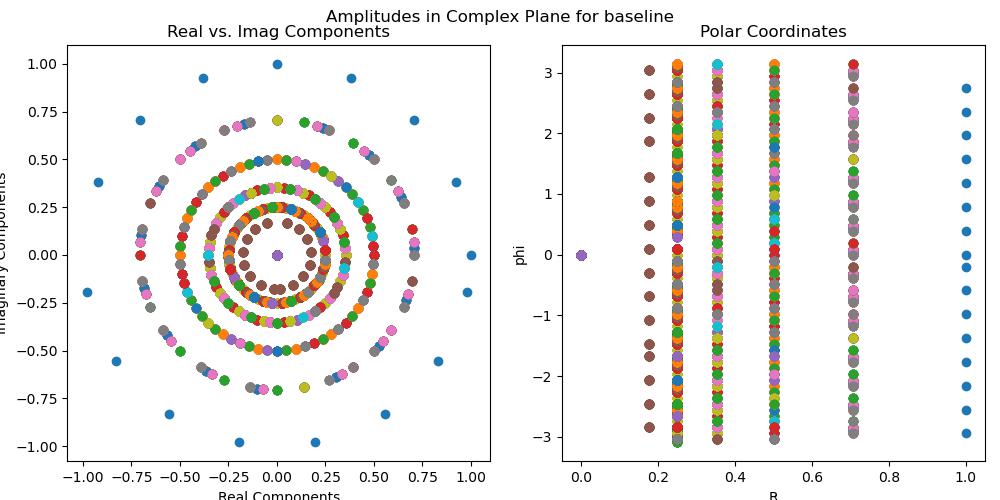 Amplitudes in Complex Plane for baseline
Real vs. Imag Components
Polar Coordinates
Imaginary Components
1.00
0.75
0.50
0.25
0.00
−0.25
−0.50
−0.75
−1.00
−1.00 −0.75 −0.50 −0.25 0.00 0.25 0.50 0.75 1.00
Real Components
phi
3
2
1
0
−1
−2
−3
0.0 0.2 0.4 0.6 0.8 1.0
R